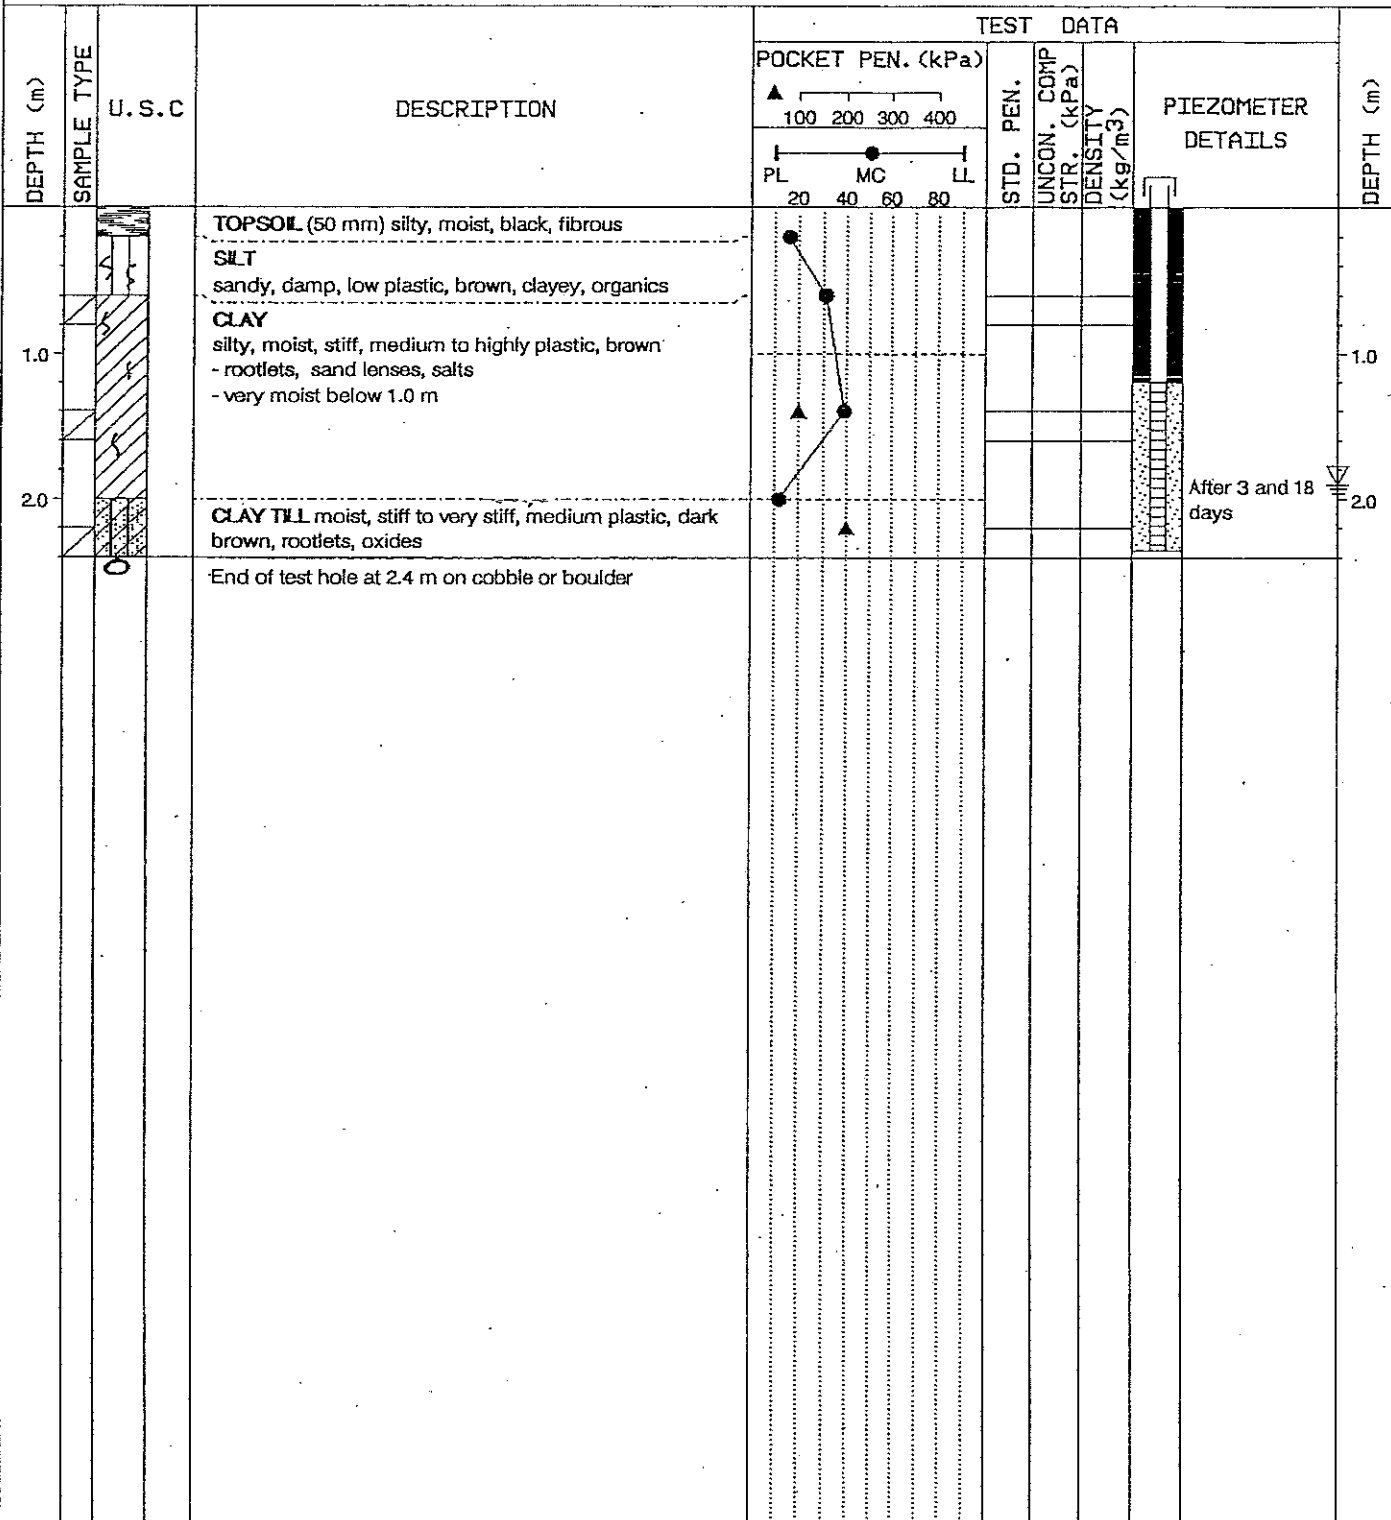 TEST DATA
DEPTH (m)
SAMPLE TYPE
U.S.C
DESCRIPTION
POCKET PEN. (kPa)
100 200 300 400
PL MC LL
20 40 60 80
STD. PEN.
UNCON. COMP
STR. (kPa)
DENSITY
(kg/m3)
PIEZOMETER
DETAILS
DEPTH (m)
TOPSOIL (50 mm) silty, moist, black, fibrous
SILT
sandy, damp, low plastic, brown, clayey, organics
CLAY
silty, moist, stiff, medium to highly plastic, brown
1.0
1.0
- rootlets, sand lenses, salts
- very moist below 1.0 m
2.0
After 3 and 18
days
2.0
CLAY TILL moist, stiff to very stiff, medium plastic, dark
brown, rootlets, oxides
End of test hole at 2.4 m on cobble or boulder